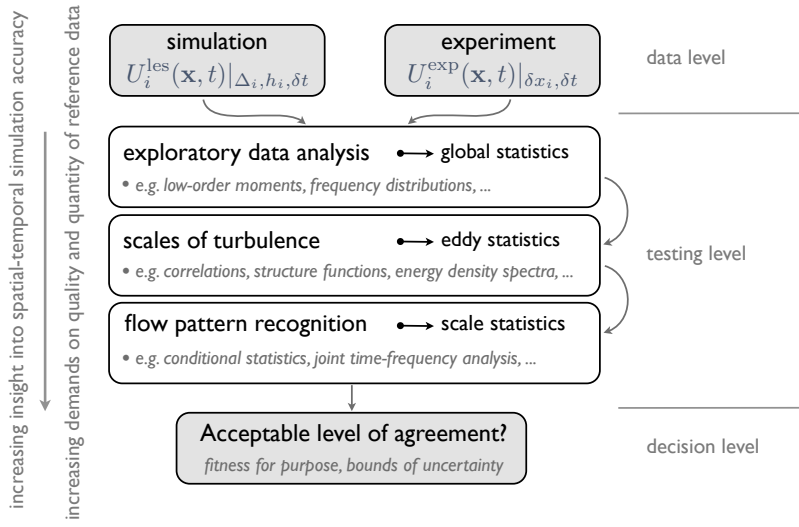 simulation
U_i^les(x, t)|Δ_i,h_i,δt
experiment
U_i^exp(x, t)|δx_i,δt
data level
exploratory data analysis global statistics
• e.g. low-order moments, frequency distributions, ...
scales of turbulence eddy statistics
• e.g. correlations, structure functions, energy density spectra, ...
testing level
flow pattern recognition scale statistics
• e.g. conditional statistics, joint time-frequency analysis, ...
Acceptable level of agreement?
fitness for purpose, bounds of uncertainty
decision level
increasing insight into spatial-temporal simulation accuracy
increasing demands on quality and quantity of reference data